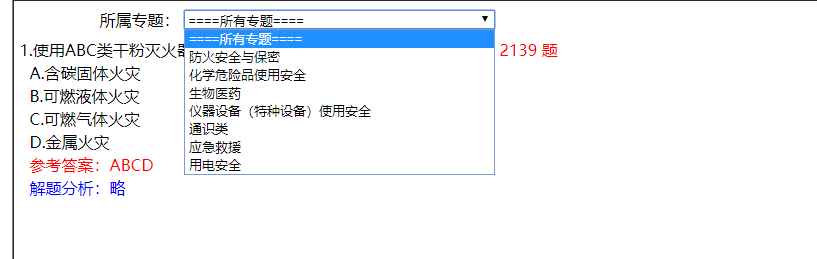 所属专题： ====所有专题====
====所有专题====
防火安全与保密
化学危险品使用安全
生物医药
仪器设备（特种设备）使用安全
通识类
应急救援
用电安全
1.使用ABC类干粉灭火 2139 题
A.含碳固体火灾
B.可燃液体火灾
C.可燃气体火灾
D.金属火灾
参考答案：ABCD
解题分析：略